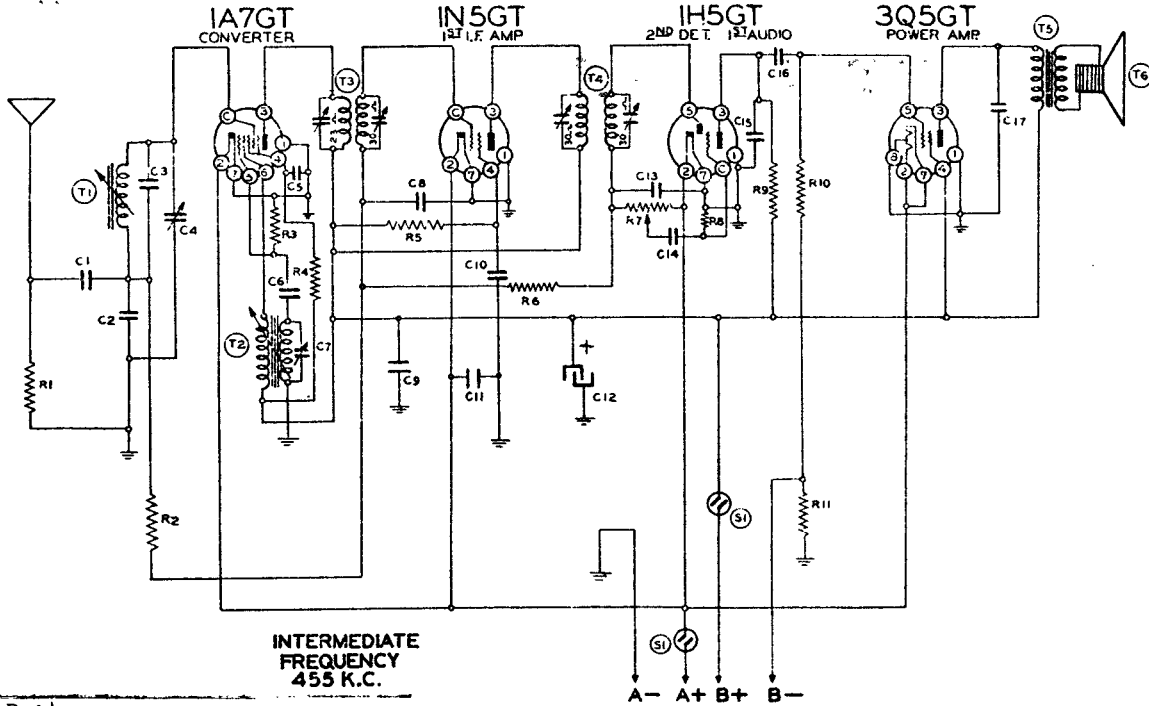 1A7GT
CONVERTER
1N5GT
1ST I.F. AMP
1H5GT
2ND DET. 1ST AUDIO
3Q5GT
POWER AMP.
T1
T2
T3
T4
T5
T6
C1
C2
C3
C4
C5
C6
C7
C8
C9
C10
C11
C12
C13
C14
C15
C16
C17
R1
R2
R3
R4
R5
R6
R7
R8
R9
R10
R11
S1
S1
+
INTERMEDIATE
FREQUENCY
455 K.C.
A- A+ B+ B-